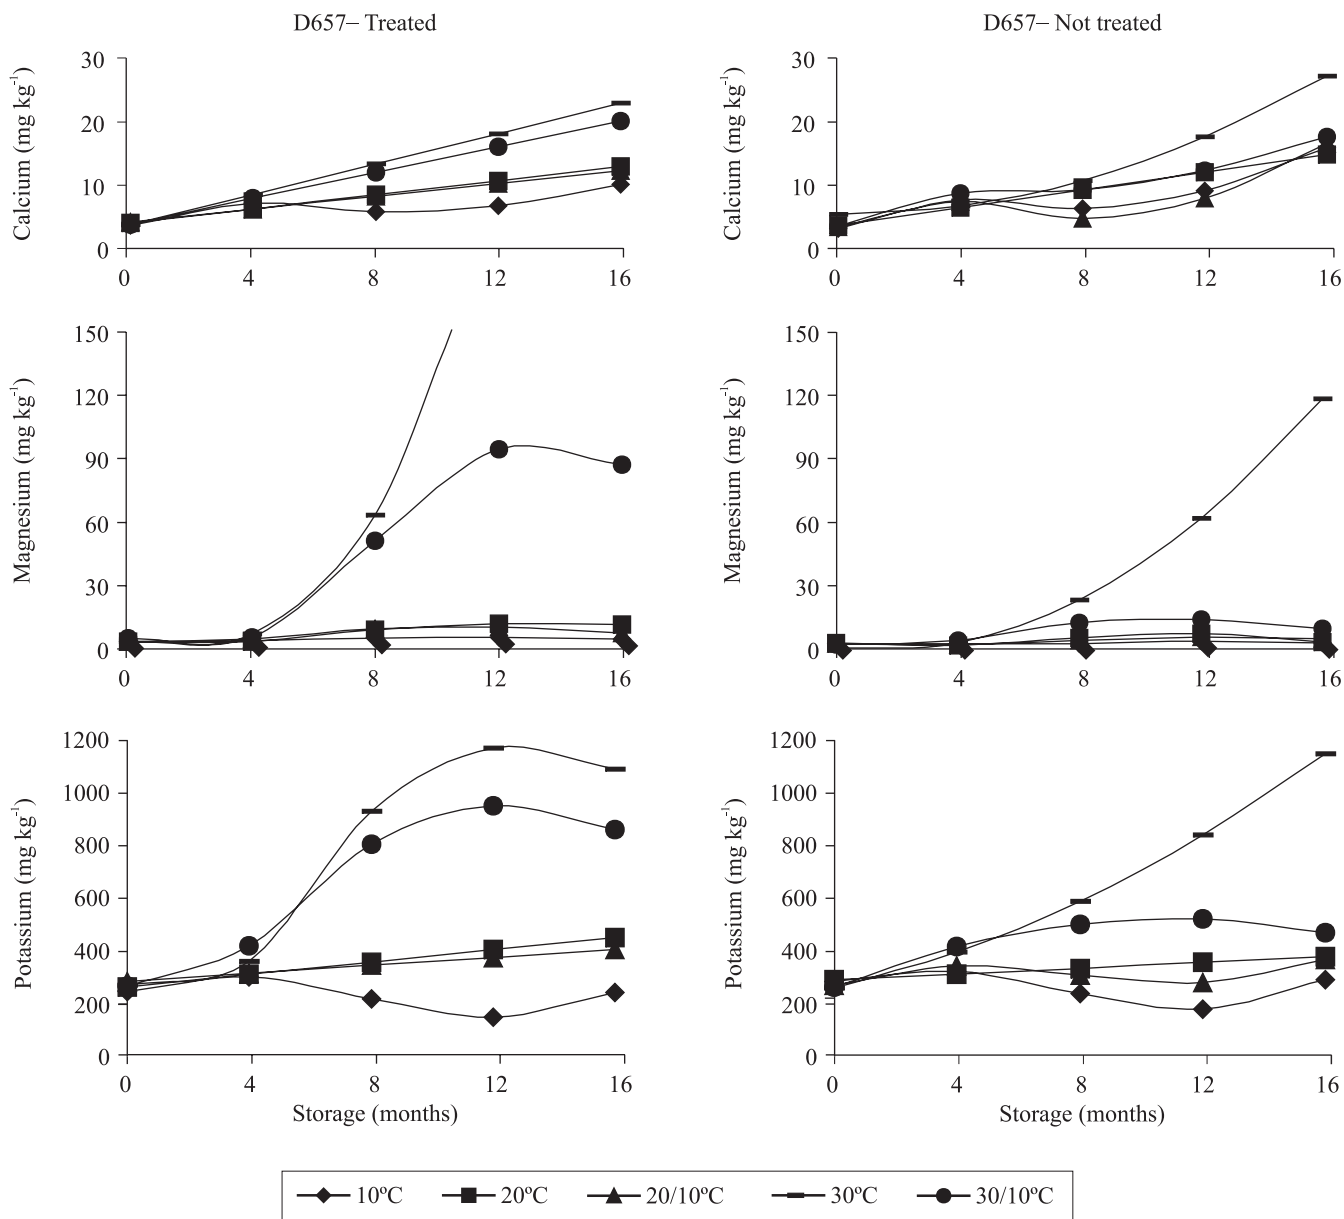 D657– Treated
D657– Not treated
Calcium (mg kg⁻¹)
30
20
10
0
0 4 8 12 16
Calcium (mg kg⁻¹)
30
20
10
0
0 4 8 12 16
Magnesium (mg kg⁻¹)
150
120
90
60
30
0
0 4 8 12 16
Magnesium (mg kg⁻¹)
150
120
90
60
30
0
0 4 8 12 16
Potassium (mg kg⁻¹)
1200
1000
800
600
400
200
0
0 4 8 12 16
Storage (months)
Potassium (mg kg⁻¹)
1200
1000
800
600
400
200
0
0 4 8 12 16
Storage (months)
10ºC 20ºC 20/10ºC 30ºC 30/10ºC